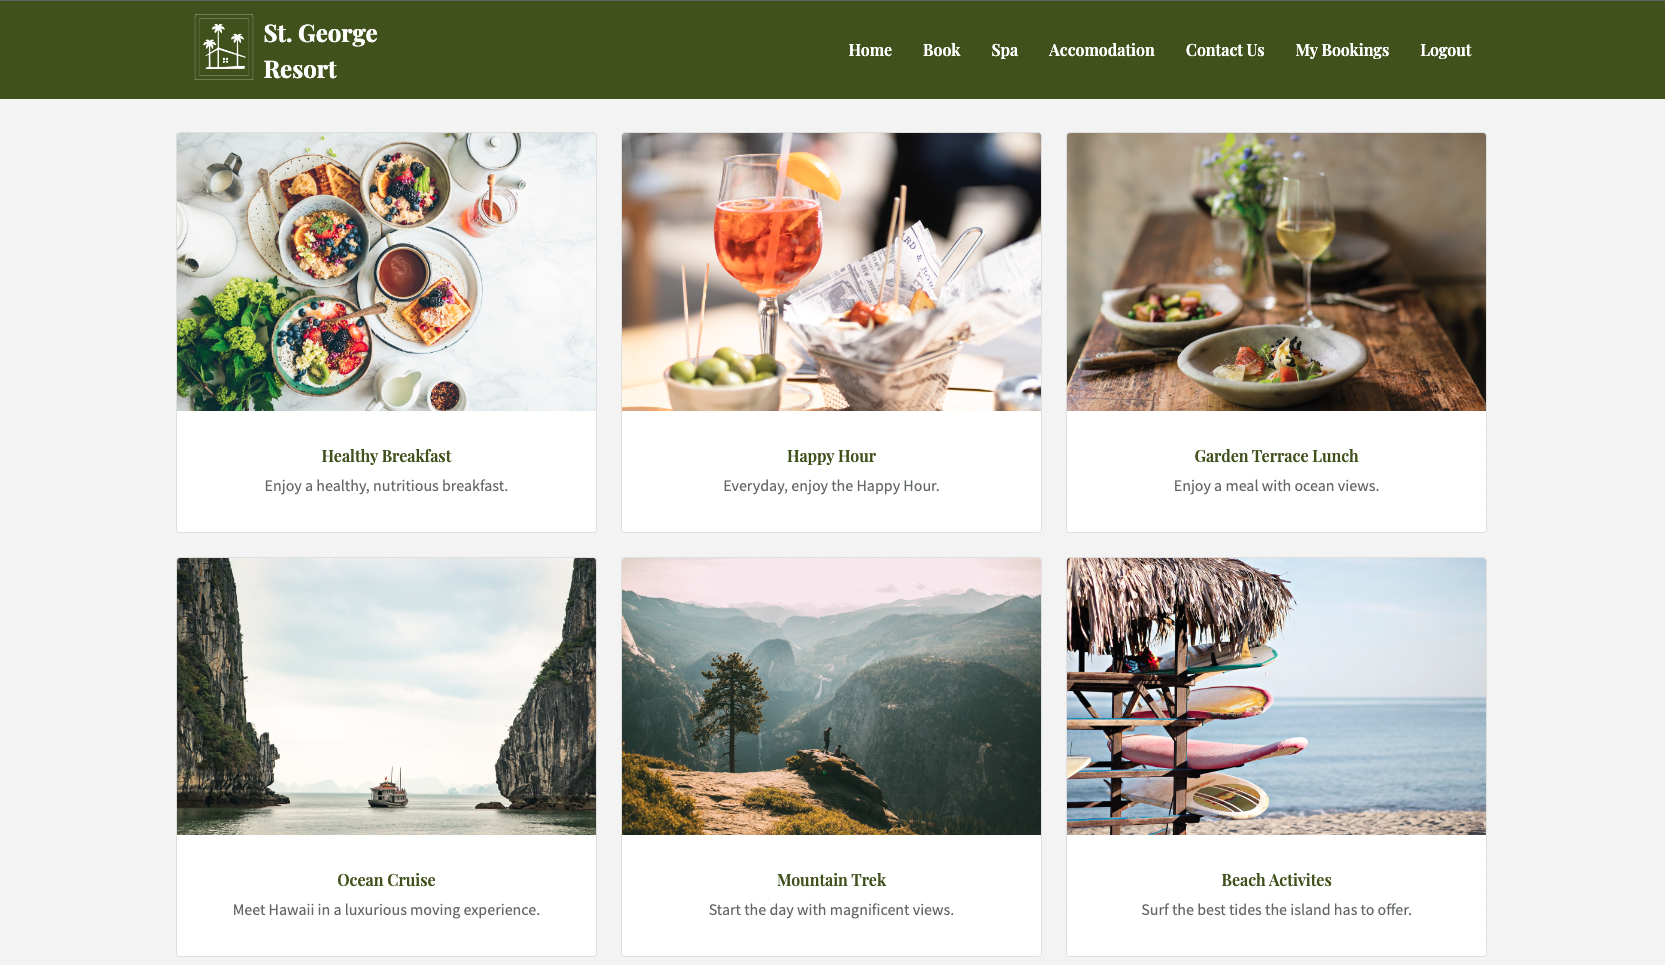 St. George
Resort
Home Book Spa Accomodation Contact Us My Bookings Logout
Healthy Breakfast
Enjoy a healthy, nutritious breakfast.
Happy Hour
Everyday, enjoy the Happy Hour.
Garden Terrace Lunch
Enjoy a meal with ocean views.
Ocean Cruise
Meet Hawaii in a luxurious moving experience.
Mountain Trek
Start the day with magnificent views.
Beach Activites
Surf the best tides the island has to offer.